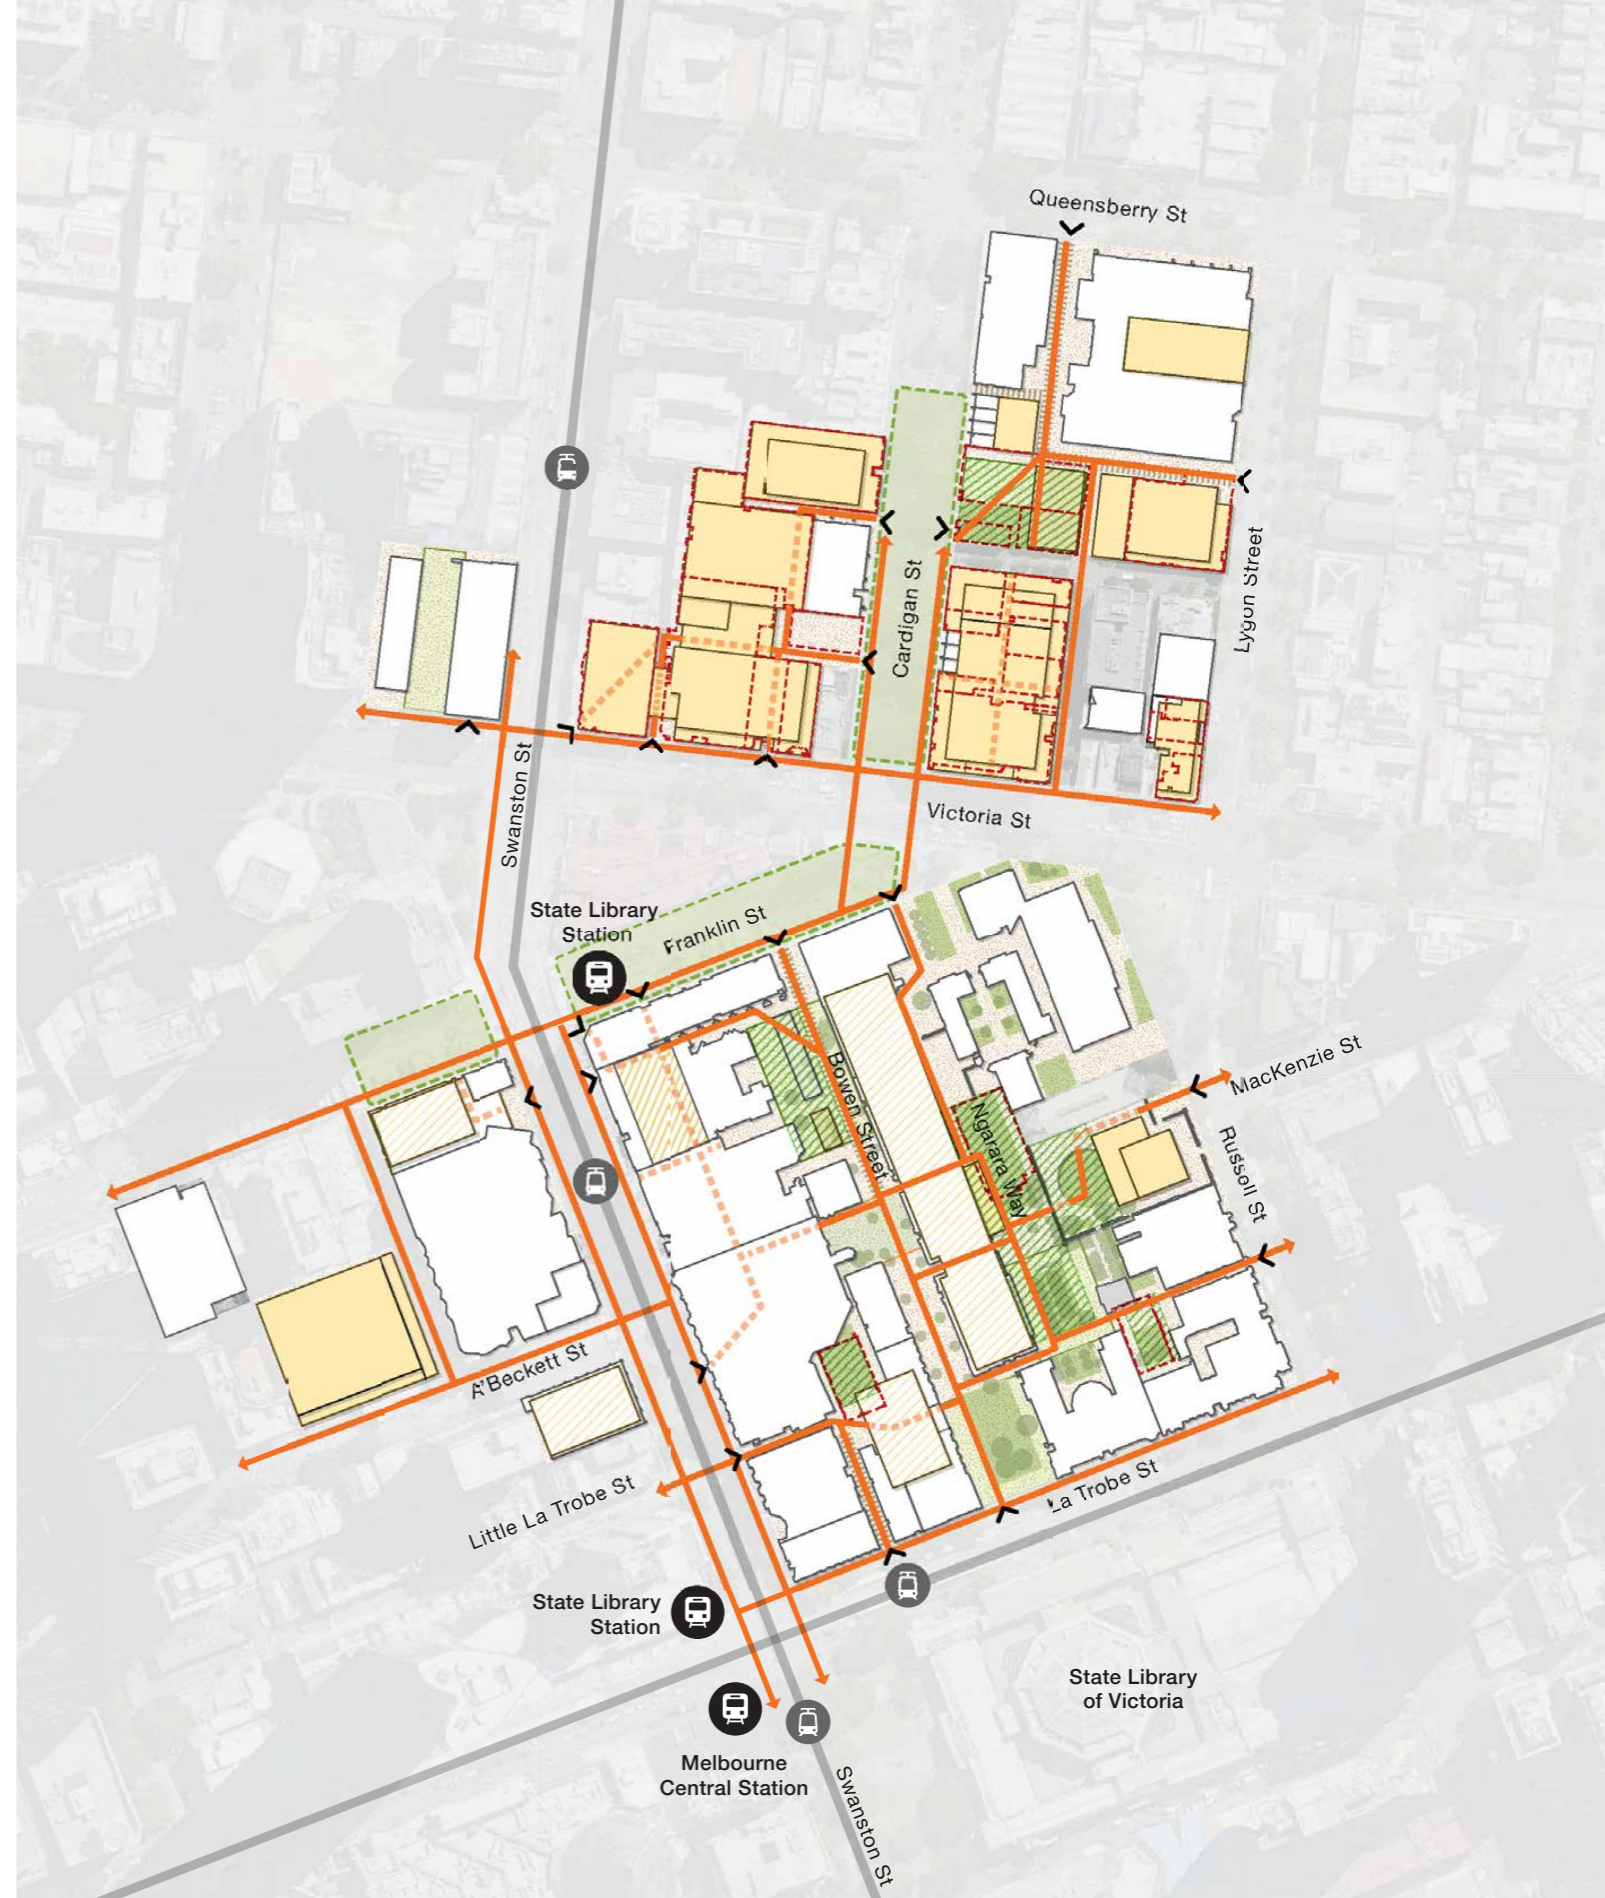 Queensberry St
Lygon Street
Cardigan St
Swanston St
Victoria St
State Library
Station
Franklin St
MacKenzie St
Bowen Street
Ngarara Way
Russell St
A'Beckett St
Little La Trobe St
La Trobe St
State Library
Station
State Library
of Victoria
Melbourne
Central Station
Swanston St